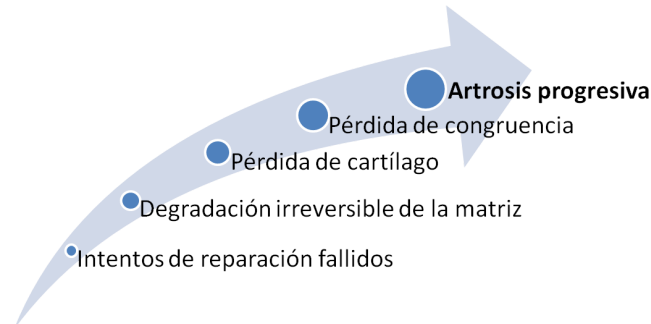 Artrosis progresiva
Pérdida de congruencia
Pérdida de cartílago
Degradación irreversible de la matriz
Intentos de reparación fallidos